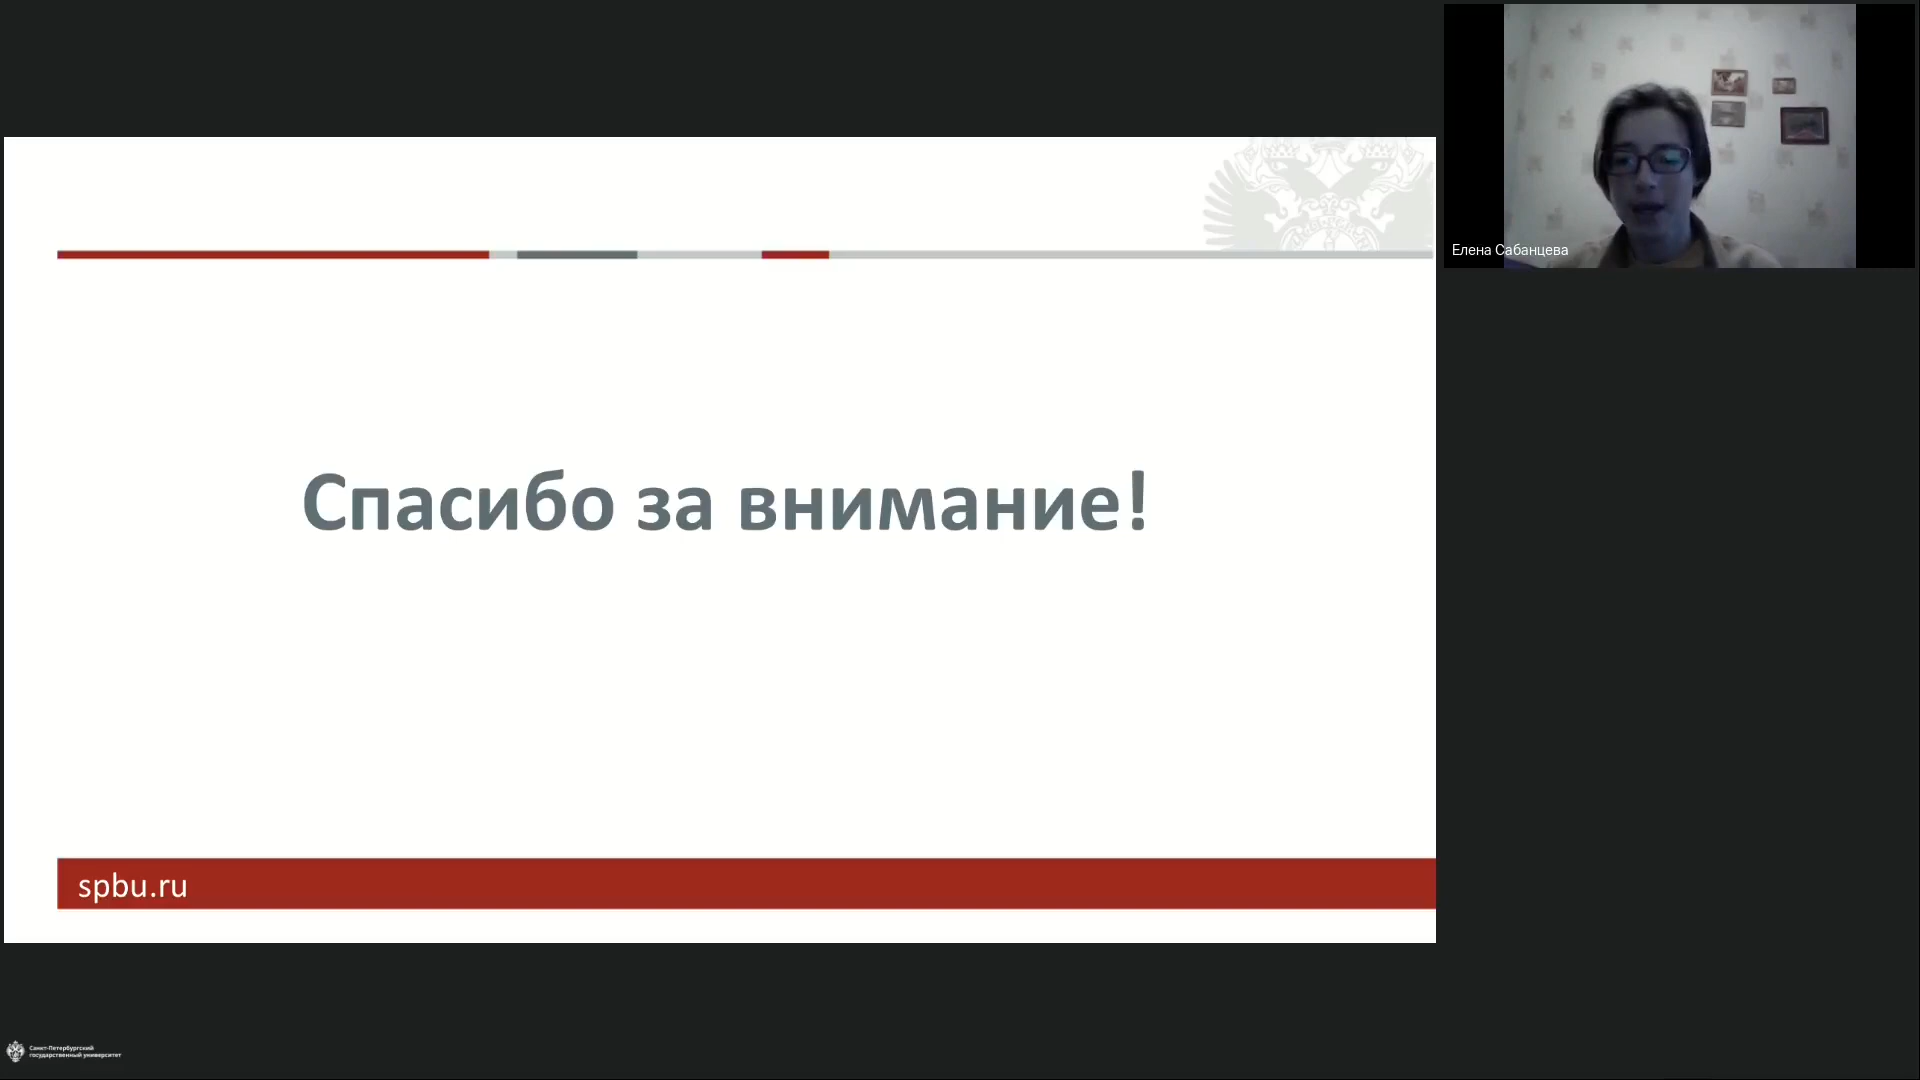 Елена Сабанцева
Спасибо за внимание!
spbu.ru
Санкт-Петербургский
государственный университет